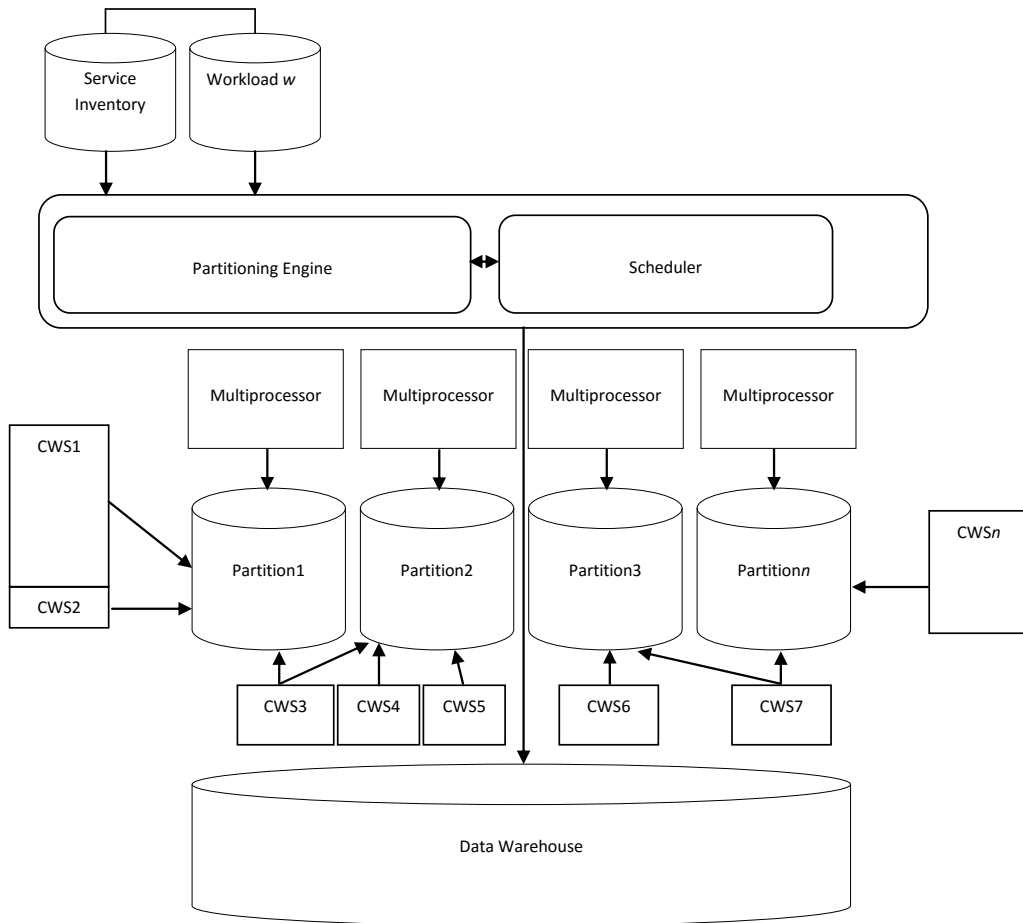 Service
Inventory
Workload w
Partitioning Engine
Scheduler
Multiprocessor
Multiprocessor
Multiprocessor
Multiprocessor
CWS1
CWS2
Partition1
Partition2
Partition3
Partitionn
CWSn
CWS3
CWS4
CWS5
CWS6
CWS7
Data Warehouse